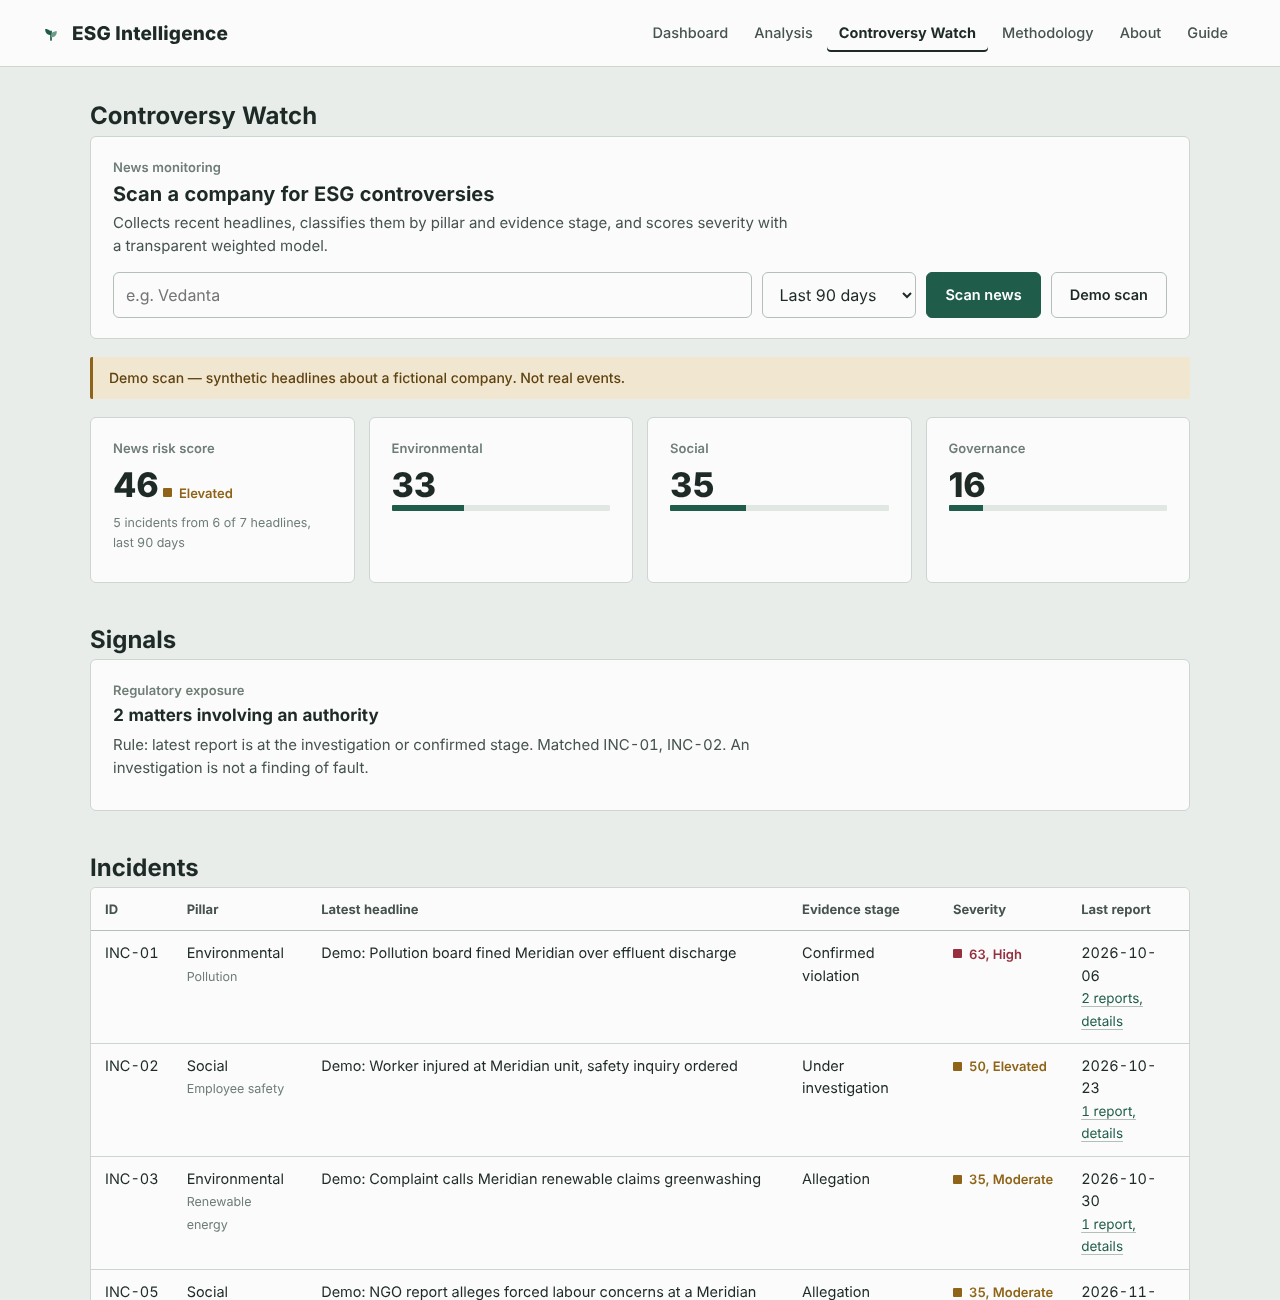 ESG Intelligence
Dashboard
Analysis
Controversy Watch
Methodology
About
Guide
Controversy Watch
News monitoring
Scan a company for ESG controversies
Collects recent headlines, classifies them by pillar and evidence stage, and scores severity with
a transparent weighted model.
e.g. Vedanta
Last 90 days
Scan news
Demo scan
Demo scan — synthetic headlines about a fictional company. Not real events.
News risk score
46 Elevated
5 incidents from 6 of 7 headlines,
last 90 days
Environmental
33
Social
35
Governance
16
Signals
Regulatory exposure
2 matters involving an authority
Rule: latest report is at the investigation or confirmed stage. Matched INC-01, INC-02. An
investigation is not a finding of fault.
Incidents
ID
Pillar
Latest headline
Evidence stage
Severity
Last report
INC-01
Environmental
Pollution
Demo: Pollution board fined Meridian over effluent discharge
Confirmed
violation
63, High
2026-10-
06
2 reports,
details
INC-02
Social
Employee safety
Demo: Worker injured at Meridian unit, safety inquiry ordered
Under
investigation
50, Elevated
2026-10-
23
1 report,
details
INC-03
Environmental
Renewable
energy
Demo: Complaint calls Meridian renewable claims greenwashing
Allegation
35, Moderate
2026-10-
30
1 report,
details
INC-05
Social
Demo: NGO report alleges forced labour concerns at a Meridian
Allegation
35, Moderate
2026-11-